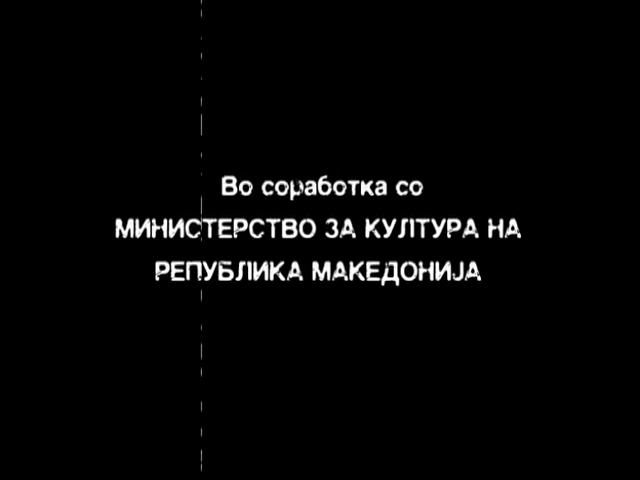 Во соработка со
МИНИСТЕРСТВО ЗА КУЛТУРА НА
РЕПУБЛИКА МАКЕДОНИЈА